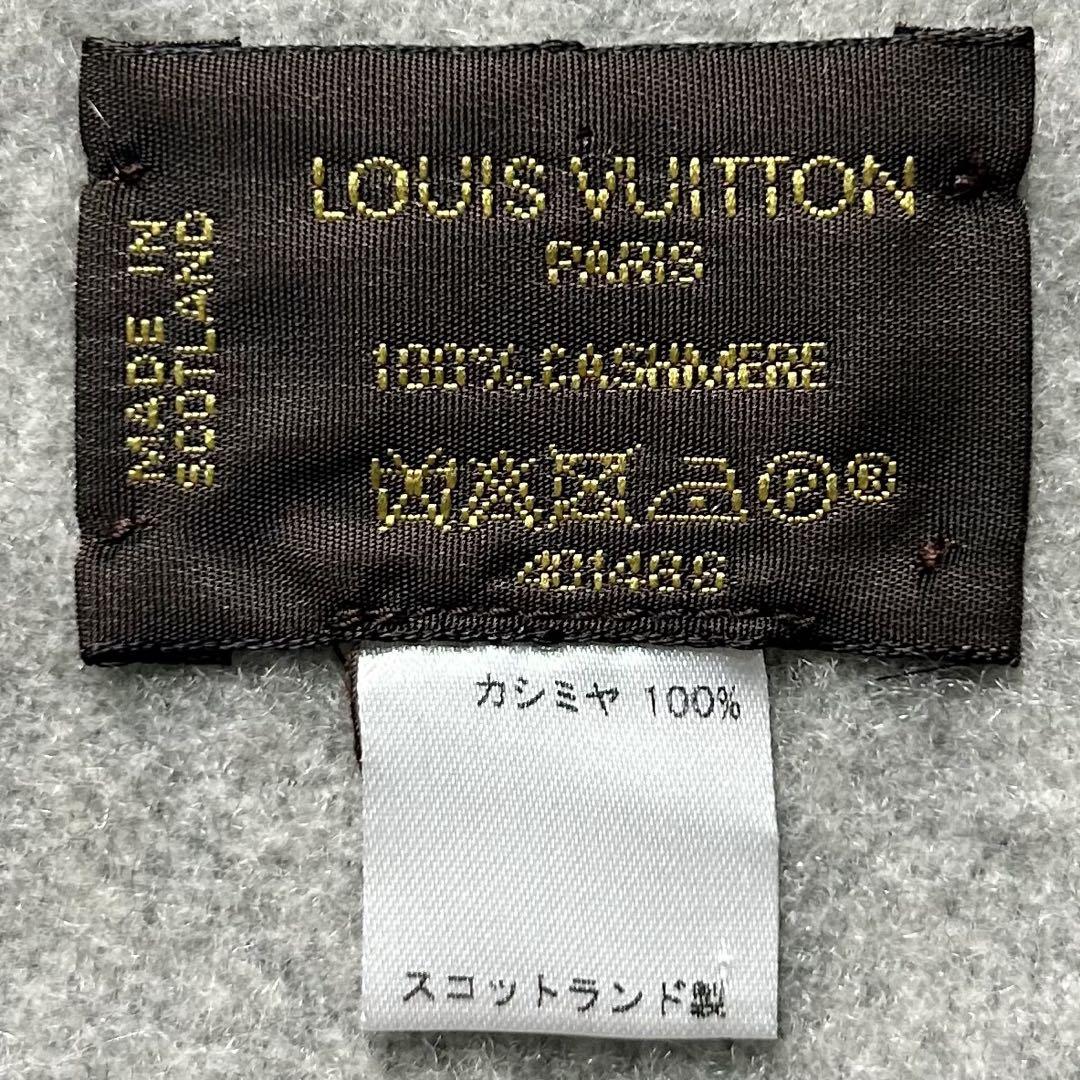 LOUIS VUITTON
PARIS
100% CASHMERE
P ®
401488
MADE IN
SCOTLAND
カシミヤ 100%
スコットランド製